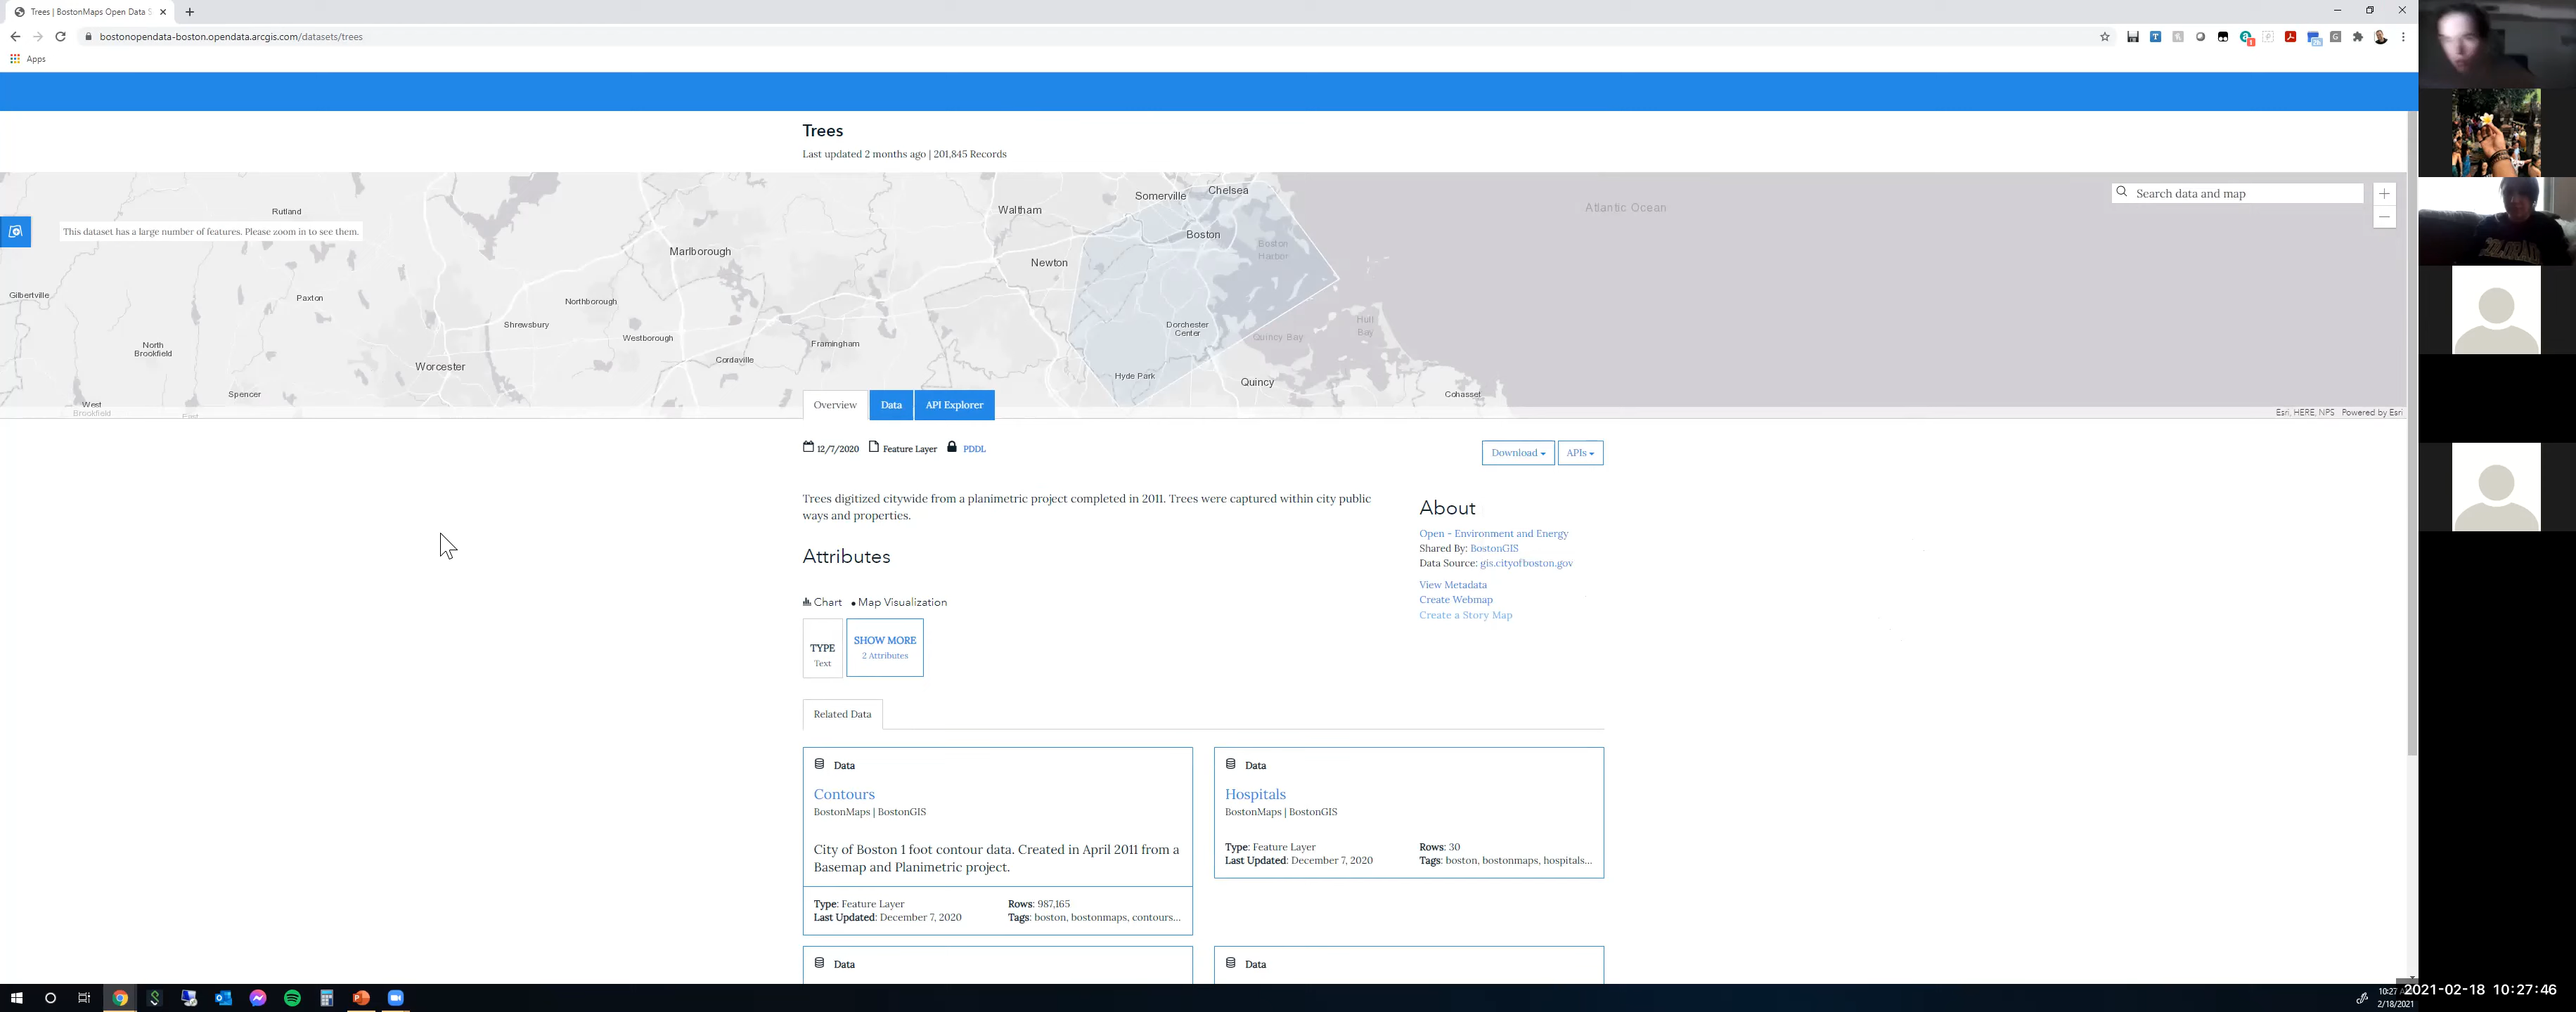 Trees | BostonMaps Open Data S
bostonopendata-boston.opendata.arcgis.com/datasets/trees
Apps
Trees
Last updated 2 months ago | 201,845 Records
Search data and map
This dataset has a large number of features. Please zoom in to see them.
Rutland
Gilbertville
Paxton
North
Brookfield
West
Brookfield
East
Spencer
Worcester
Shrewsbury
Northborough
Westborough
Marlborough
Cordaville
Framingham
Waltham
Newton
Somerville
Chelsea
Boston
Boston
Harbor
Dorchester
Center
Quincy Bay
Hull
Bay
Hyde Park
Quincy
Cohasset
Atlantic Ocean
Esri, HERE, NPS Powered by Esri
Overview
Data
API Explorer
12/7/2020 Feature Layer PDDL
Download APIs
Trees digitized citywide from a planimetric project completed in 2011. Trees were captured within city public
ways and properties.
About
Open - Environment and Energy
Shared By: BostonGIS
Data Source: gis.cityofboston.gov
View Metadata
Create Webmap
Create a Story Map
Attributes
Chart Map Visualization
TYPE
Text
SHOW MORE
2 Attributes
Related Data
Data
Contours
BostonMaps | BostonGIS
City of Boston 1 foot contour data. Created in April 2011 from a
Basemap and Planimetric project.
Type: Feature Layer Rows: 987,165
Last Updated: December 7, 2020 Tags: boston, bostonmaps, contours...
Data
Hospitals
BostonMaps | BostonGIS
Type: Feature Layer Rows: 30
Last Updated: December 7, 2020 Tags: boston, bostonmaps, hospitals...
Data
Data
10:27
2/18/2021
2021-02-18 10:27:46